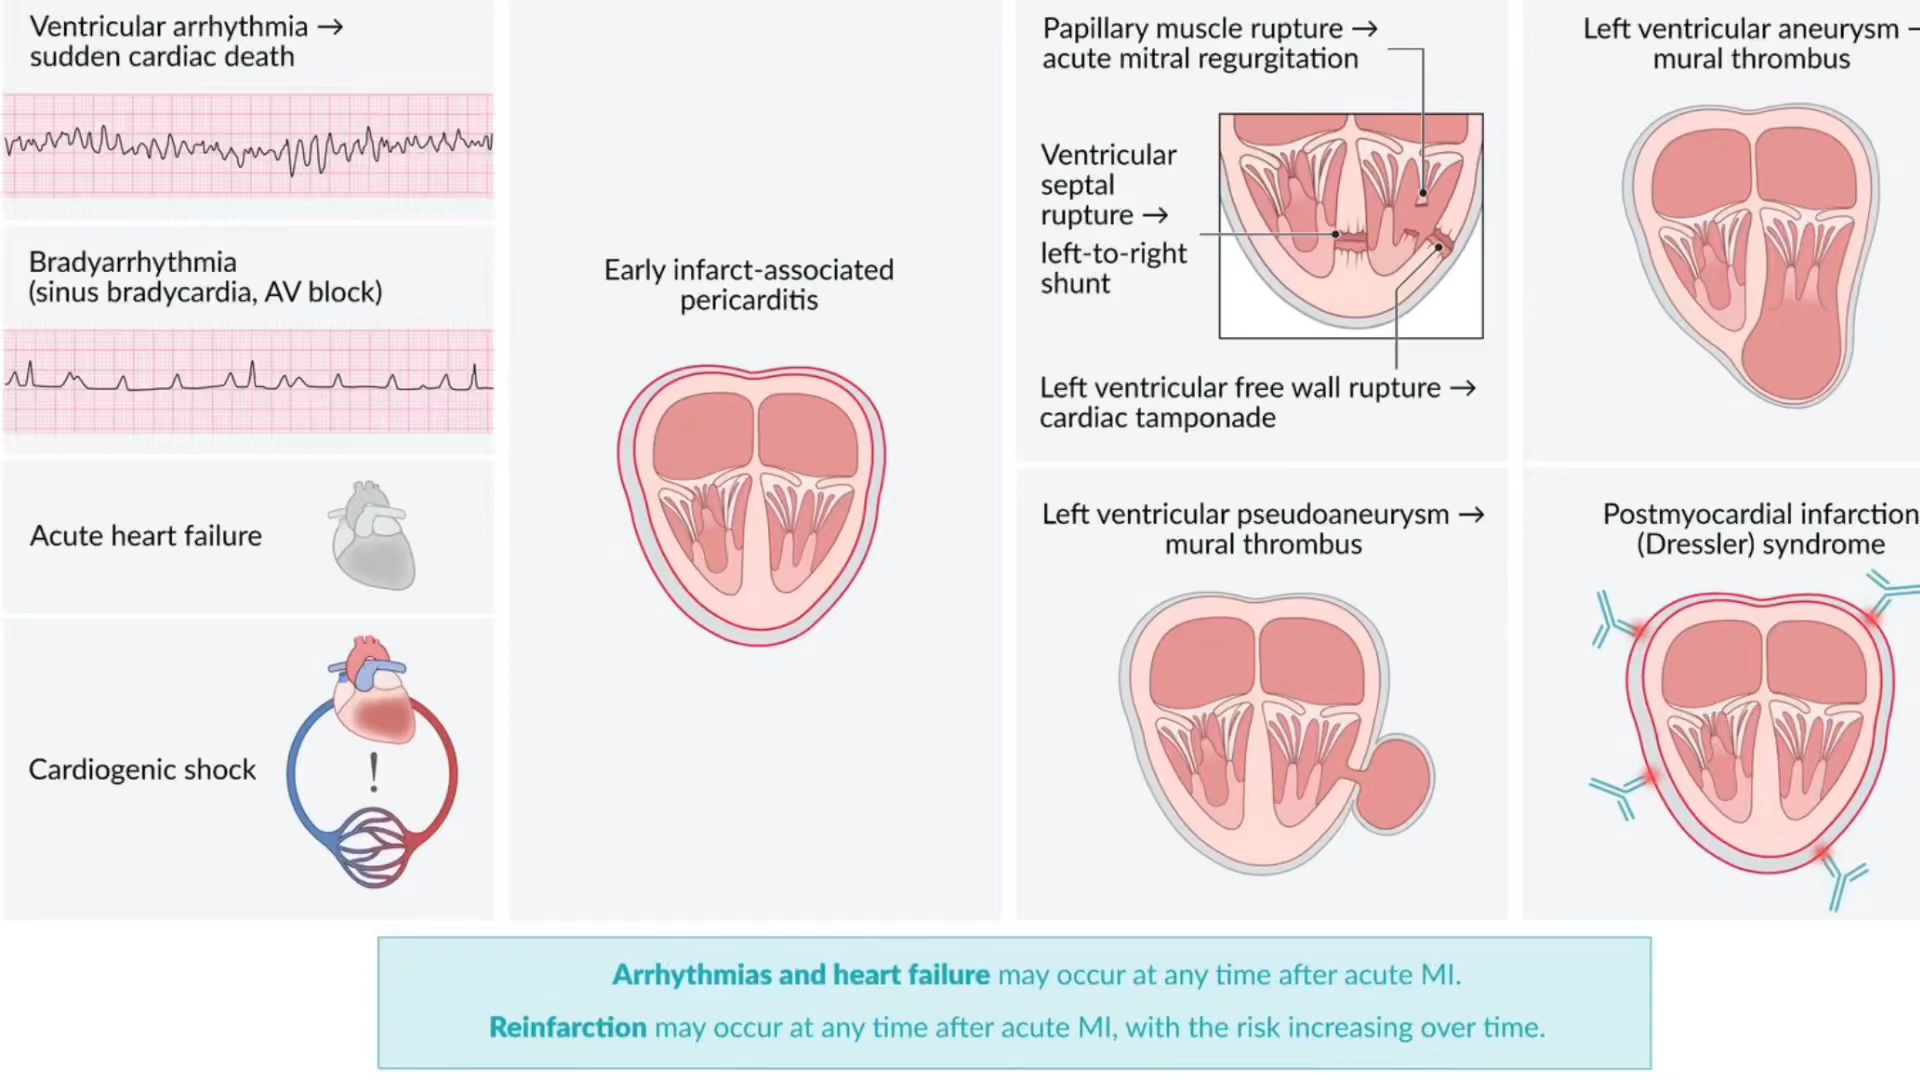 Ventricular arrhythmia →
sudden cardiac death
Bradyarrhythmia
(sinus bradycardia, AV block)
Acute heart failure
Cardiogenic shock
!
Early infarct-associated
pericarditis
Papillary muscle rupture →
acute mitral regurgitation
Ventricular
septal
rupture →
left-to-right
shunt
Left ventricular free wall rupture →
cardiac tamponade
Left ventricular pseudoaneurysm →
mural thrombus
Left ventricular aneurysm →
mural thrombus
Postmyocardial infarction
(Dressler) syndrome
Arrhythmias and heart failure may occur at any time after acute MI.
Reinfarction may occur at any time after acute MI, with the risk increasing over time.